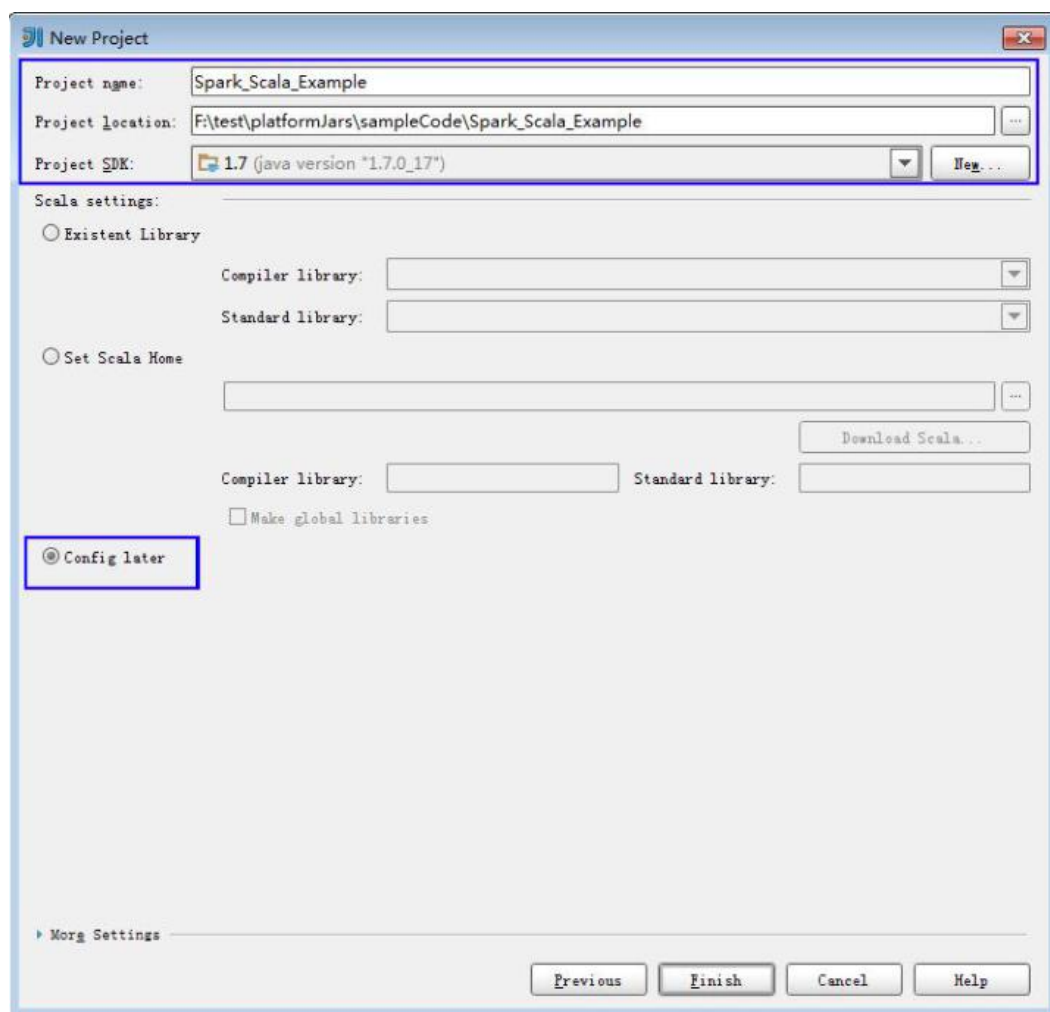 New Project
Project name: Spark_Scala_Example
Project location: F:\test\platformJars\sampleCode\Spark_Scala_Example ...
Project SDK: 1.7 (java version "1.7.0_17") New...
Scala settings:
Existent Library
Compiler library:
Standard library:
Set Scala Home
...
Download Scala...
Compiler library: Standard library:
Make global libraries
Config later
More Settings
Previous Finish Cancel Help